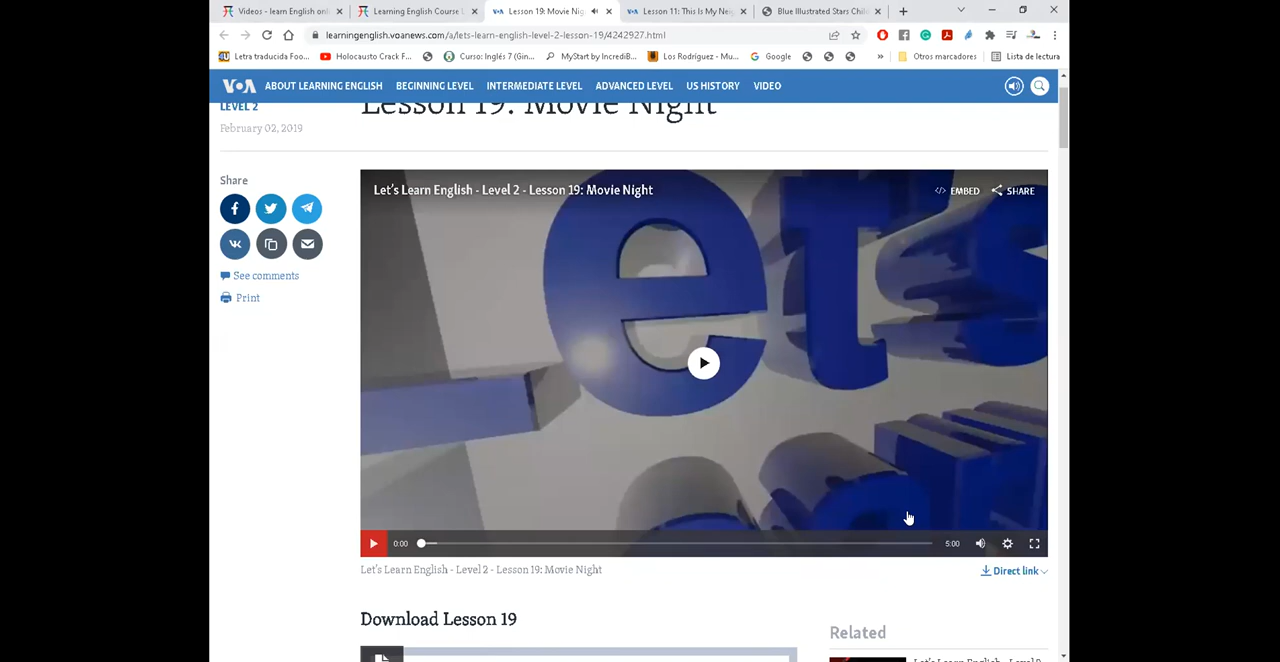 Videos - learn English onl
Learning English Course
Lesson 19: Movie Nig
Lesson 11: This Is My Nei
Blue Illustrated Stars Chil
learningenglish.voanews.com/a/lets-learn-english-level-2-lesson-19/4242927.html
Letra traducida Foo...
Holocausto Crack F...
Curso: Inglés 7 (Gin...
MyStart by IncrediB...
Los Rodríguez - Mu...
Google
»
Otros marcadores
Lista de lectura
VOA
ABOUT LEARNING ENGLISH
BEGINNING LEVEL
INTERMEDIATE LEVEL
ADVANCED LEVEL
US HISTORY
VIDEO
LEVEL 2
Lesson 19: Movie Night
February 02, 2019
Share
See comments
Print
Let's Learn English - Level 2 - Lesson 19: Movie Night
</> EMBED
SHARE
ets
0:00
5:00
Let's Learn English - Level 2 - Lesson 19: Movie Night
Direct link
Download Lesson 19
Related